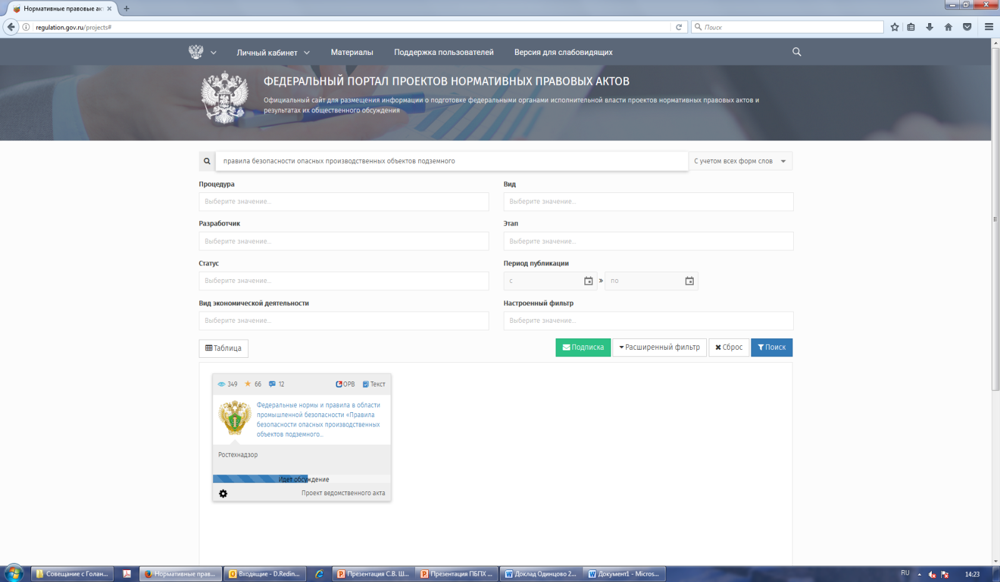 Нормативные правовые ак
regulation.gov.ru/projects#
Поиск
Личный кабинет
Материалы
Поддержка пользователей
Версия для слабовидящих
ФЕДЕРАЛЬНЫЙ ПОРТАЛ ПРОЕКТОВ НОРМАТИВНЫХ ПРАВОВЫХ АКТОВ
Официальный сайт для размещения информации о подготовке федеральными органами исполнительной власти проектов нормативных правовых актов и
результатах их общественного обсуждения
правила безопасности опасных производственных объектов подземного
С учетом всех форм слов
Процедура
Вид
Выберите значение...
Выберите значение...
Разработчик
Этап
Выберите значение...
Выберите значение...
Статус
Период публикации
Выберите значение...
с
»
по
Вид экономической деятельности
Настроенный фильтр
Выберите значение...
Выберите значение...
Таблица
Подписка
Расширенный фильтр
Сброс
Поиск
349
66
12
ОРВ
Текст
Федеральные нормы и правила в области
промышленной безопасности «Правила
безопасности опасных производственных
объектов подземного...
Ростехнадзор
Идет обсуждение
Проект ведомственного акта
Совещание с Голан...
Нормативные прав...
Входящие - D.Redin...
Презентация С.В. Ш...
Презентация ПБПХ ...
Доклад Одинцово 2...
Документ1 - Micros...
RU
14:23